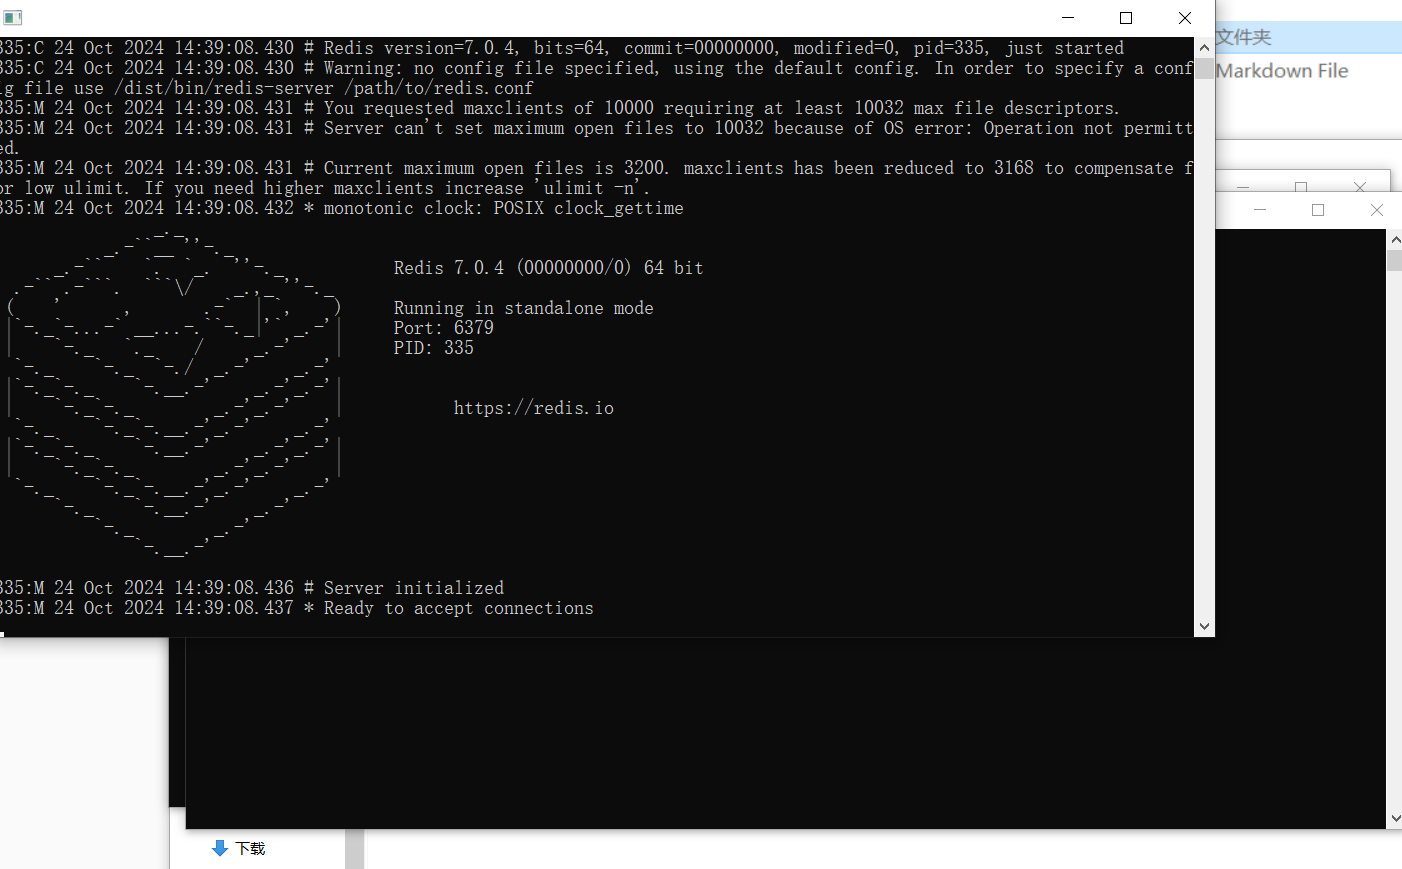 335:C 24 Oct 2024 14:39:08.430 # Redis version=7.0.4, bits=64, commit=00000000, modified=0, pid=335, just started
335:C 24 Oct 2024 14:39:08.430 # Warning: no config file specified, using the default config. In order to specify a conf
ig file use /dist/bin/redis-server /path/to/redis.conf
335:M 24 Oct 2024 14:39:08.431 # You requested maxclients of 10000 requiring at least 10032 max file descriptors.
335:M 24 Oct 2024 14:39:08.431 # Server can't set maximum open files to 10032 because of OS error: Operation not permitt
ed.
335:M 24 Oct 2024 14:39:08.431 # Current maximum open files is 3200. maxclients has been reduced to 3168 to compensate f
or low ulimit. If you need higher maxclients increase 'ulimit -n'.
335:M 24 Oct 2024 14:39:08.432 * monotonic clock: POSIX clock_gettime
Redis 7.0.4 (00000000/0) 64 bit
Running in standalone mode
Port: 6379
PID: 335
https://redis.io
335:M 24 Oct 2024 14:39:08.436 # Server initialized
335:M 24 Oct 2024 14:39:08.437 * Ready to accept connections
文件夹
Markdown File
下载